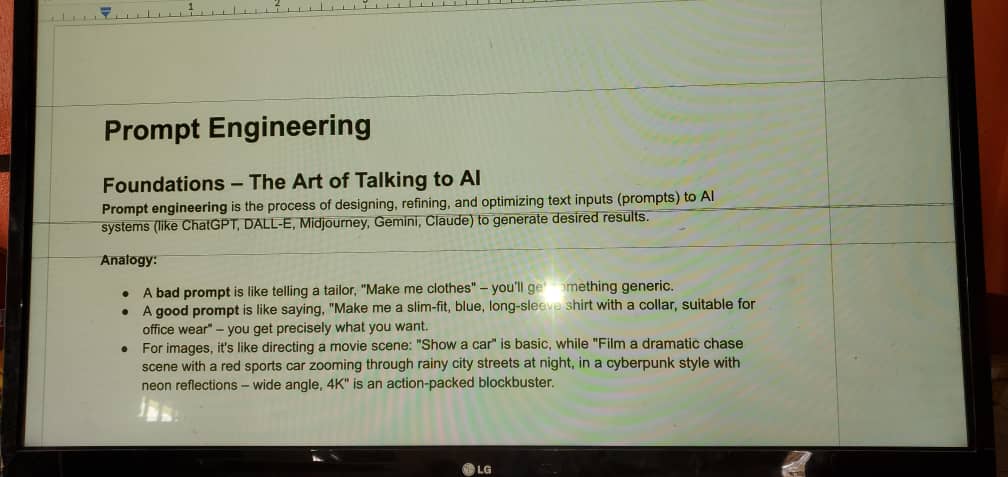 1
2
Prompt Engineering
Foundations – The Art of Talking to AI
Prompt engineering is the process of designing, refining, and optimizing text inputs (prompts) to AI
systems (like ChatGPT, DALL-E, Midjourney, Gemini, Claude) to generate desired results.
Analogy:
● A bad prompt is like telling a tailor, "Make me clothes" – you'll generic.
● A good prompt is like saying, "Make me a slim-fit, blue, long-sleeve shirt with a collar, suitable for
office wear" – you get precisely what you want.
● For images, it's like directing a movie scene: "Show a car" is basic, while "Film a dramatic chase
scene with a red sports car zooming through rainy city streets at night, in a cyberpunk style with
neon reflections – wide angle, 4K" is an action-packed blockbuster.
LG